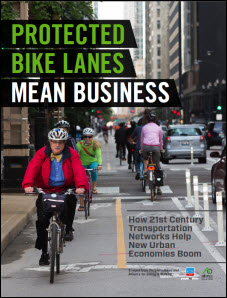 PROTECTED
BIKE LANES
MEAN BUSINESS
How 21st Century
Transportation
Networks Help
New Urban
Economies Boom